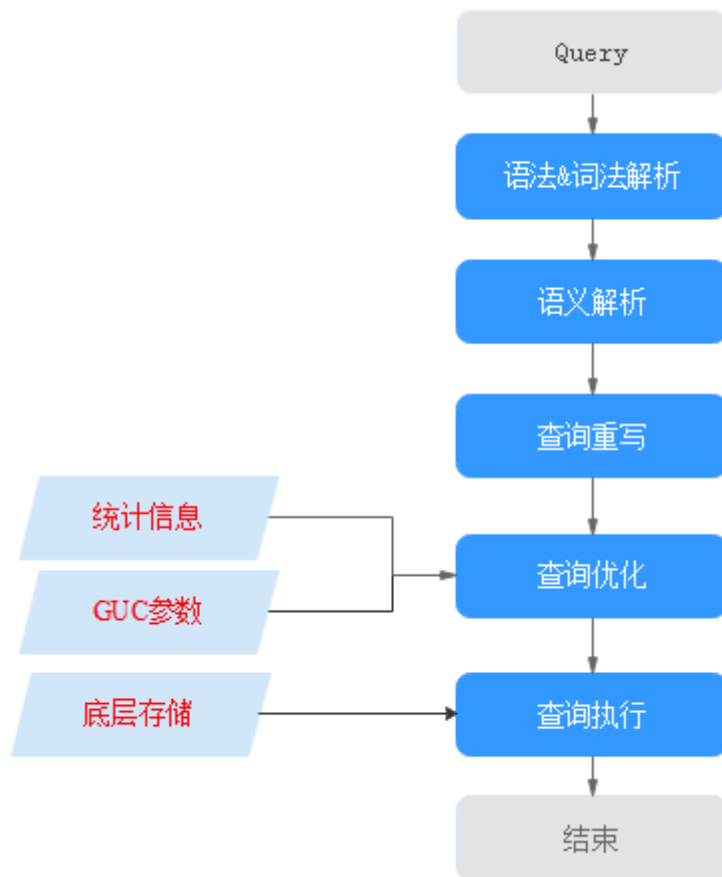 Query
语法&词法解析
语义解析
查询重写
统计信息
查询优化
GUC参数
底层存储
查询执行
结束